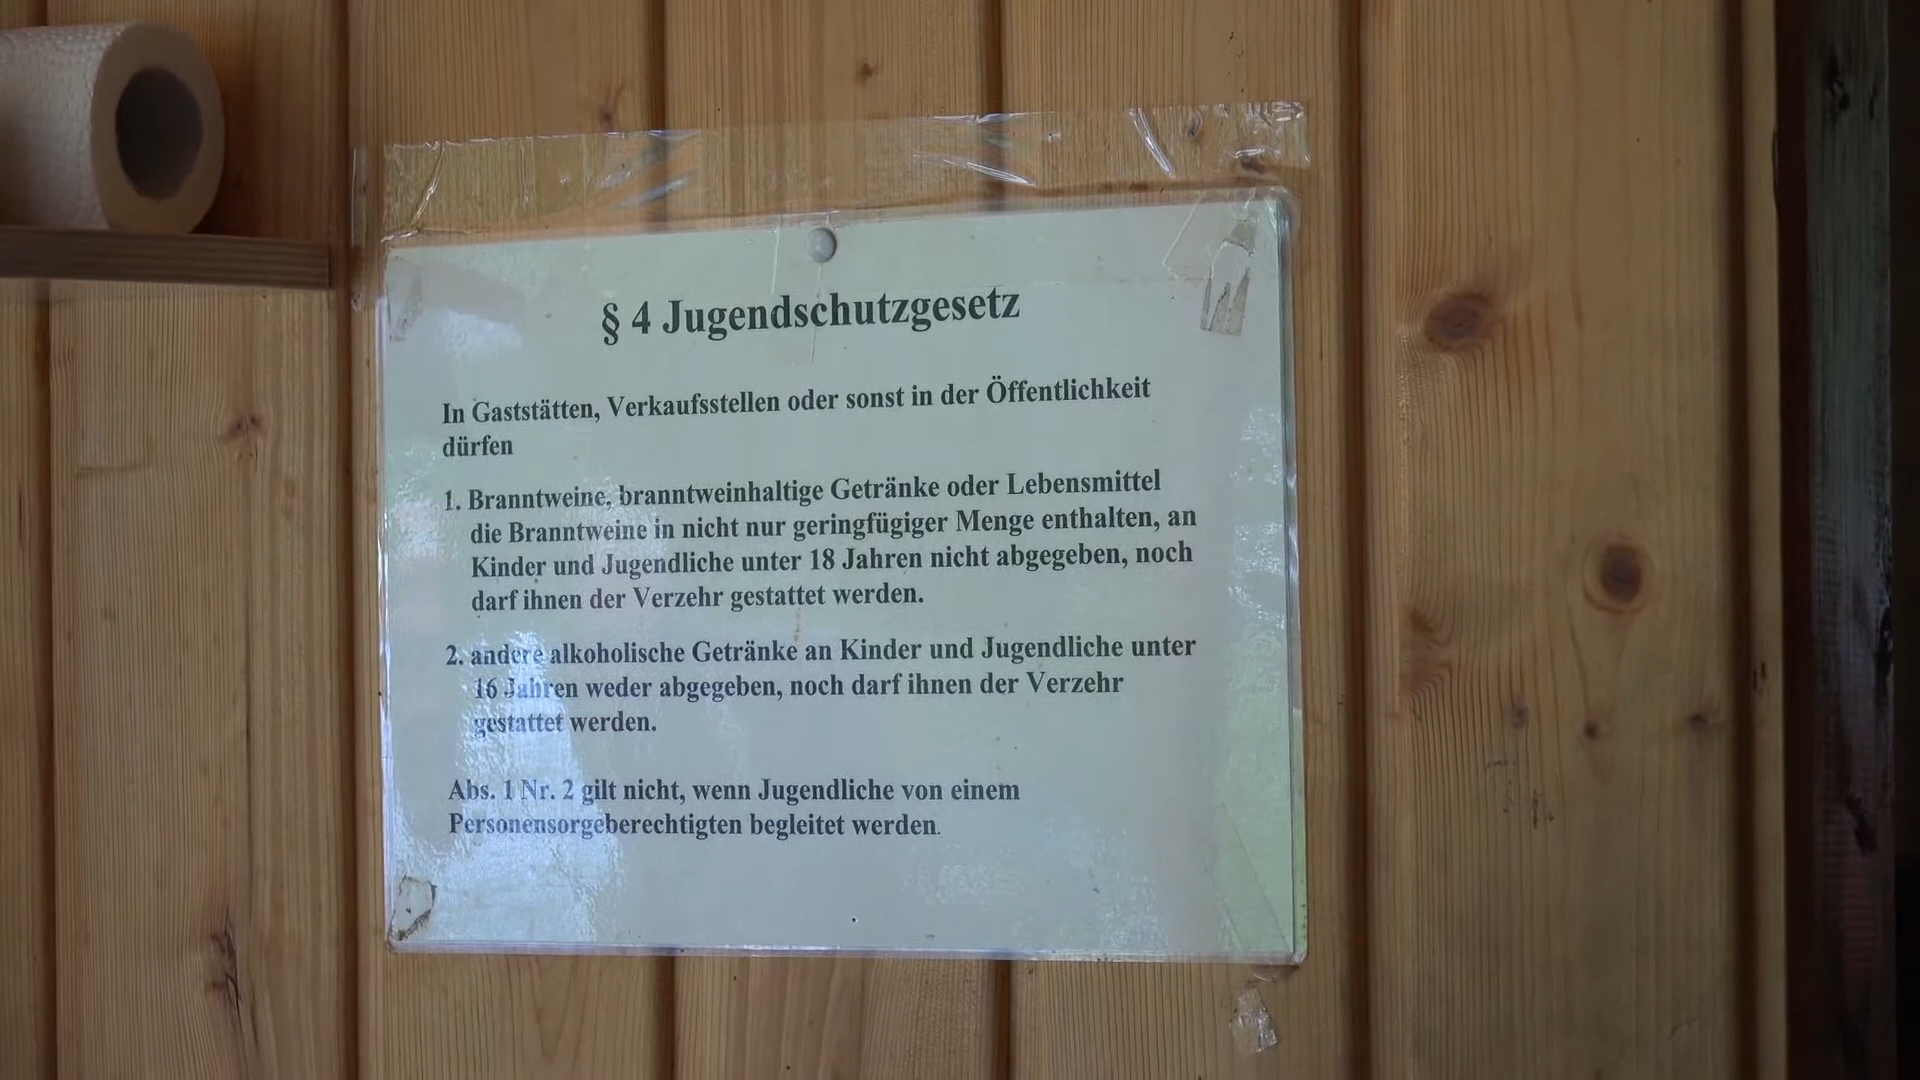 § 4 Jugendschutzgesetz
In Gaststätten, Verkaufsstellen oder sonst in der Öffentlichkeit
dürfen
1. Branntweine, branntweinhaltige Getränke oder Lebensmittel
die Branntweine in nicht nur geringfügiger Menge enthalten, an
Kinder und Jugendliche unter 18 Jahren nicht abgegeben, noch
darf ihnen der Verzehr gestattet werden.
2. andere alkoholische Getränke an Kinder und Jugendliche unter
16 Jahren weder abgegeben, noch darf ihnen der Verzehr
gestattet werden.
Abs. 1 Nr. 2 gilt nicht, wenn Jugendliche von einem
Personensorgeberechtigten begleitet werden.